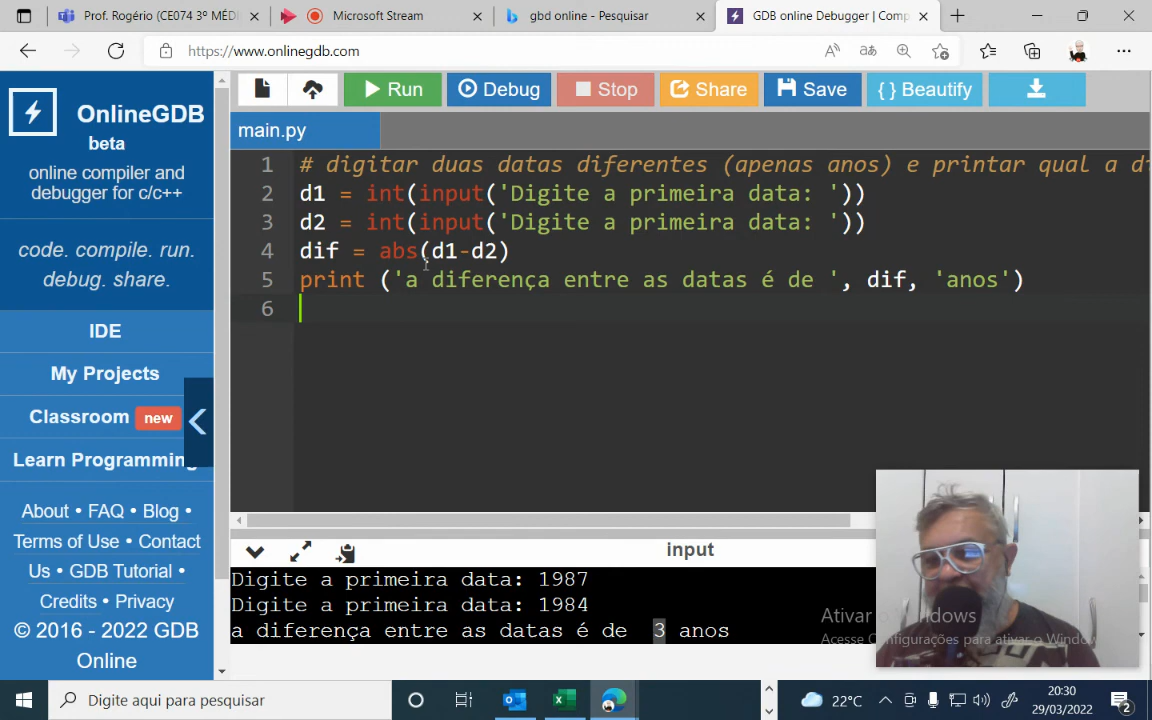 Prof. Rogério (CE074 3º MÉDI
Microsoft Stream
gbd online - Pesquisar
GDB online Debugger | Comp
https://www.onlinegdb.com
OnlineGDB
beta
online compiler and
debugger for c/c++
code. compile. run.
debug. share.
IDE
My Projects
Classroom new
Learn Programming
About • FAQ • Blog •
Terms of Use • Contact
Us • GDB Tutorial •
Credits • Privacy
© 2016 - 2022 GDB
Online
Run
Debug
Stop
Share
Save
{ } Beautify
main.py
1 # digitar duas datas diferentes (apenas anos) e printar qual a di
2 d1 = int(input('Digite a primeira data: '))
3 d2 = int(input('Digite a primeira data: '))
4 dif = abs(d1-d2)
5 print ('a diferença entre as datas é de ', dif, 'anos')
6
input
Digite a primeira data: 1987
Digite a primeira data: 1984
a diferença entre as datas é de  3 anos
Ativar o Windows
Acesse Configurações para ativar o Windows
Digite aqui para pesquisar
22°C
20:30
29/03/2022
2